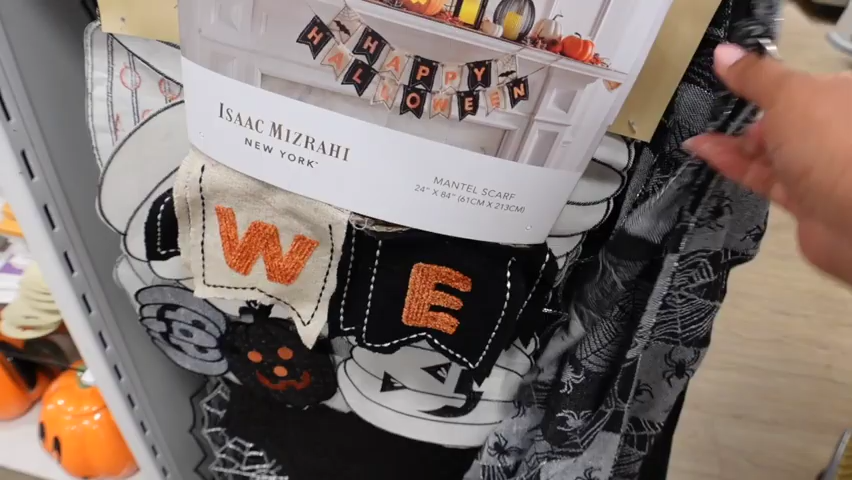 HAPPY
HALLOWEEN
ISAAC MIZRAHI
NEW YORK
MANTEL SCARF
24" X 84" (61CM X 213CM)
W E